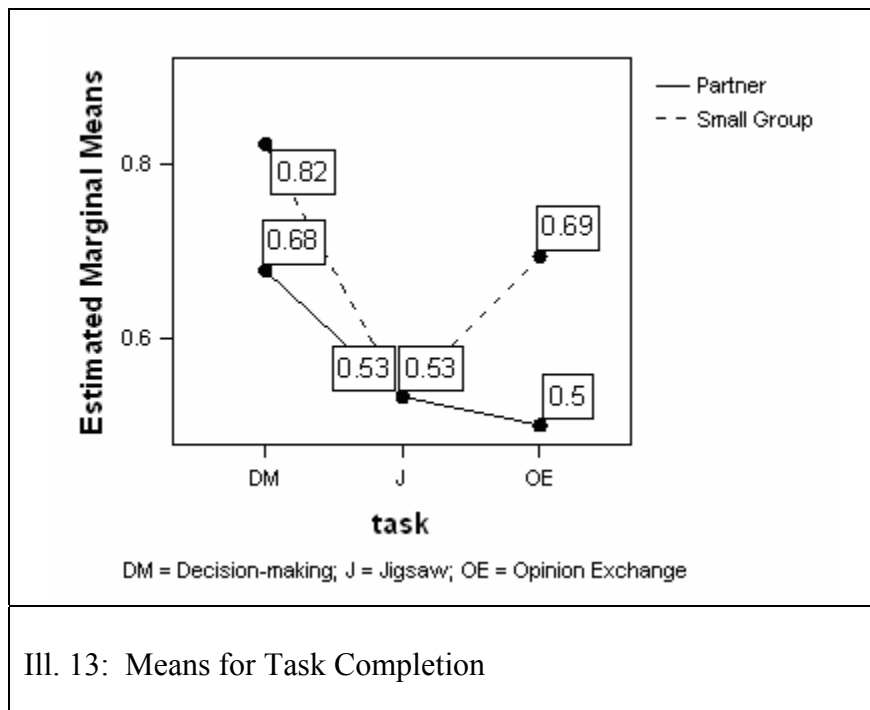 Estimated Marginal Means
Partner
Small Group
0.8
0.82
0.68
0.69
0.6
0.53
0.53
0.5
DM
J
OE
task
DM = Decision-making; J = Jigsaw; OE = Opinion Exchange
Ill. 13:  Means for Task Completion